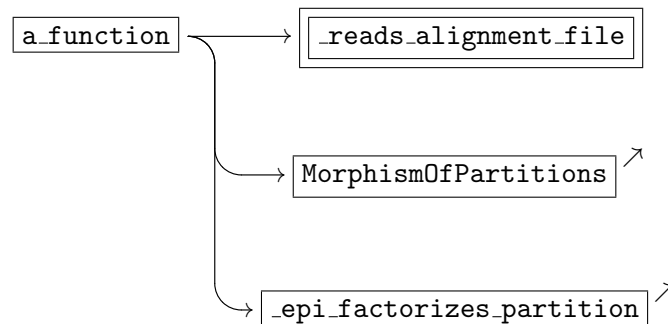 a_function
_reads_alignment_file
MorphismOfPartitions
_epi_factorizes_partition